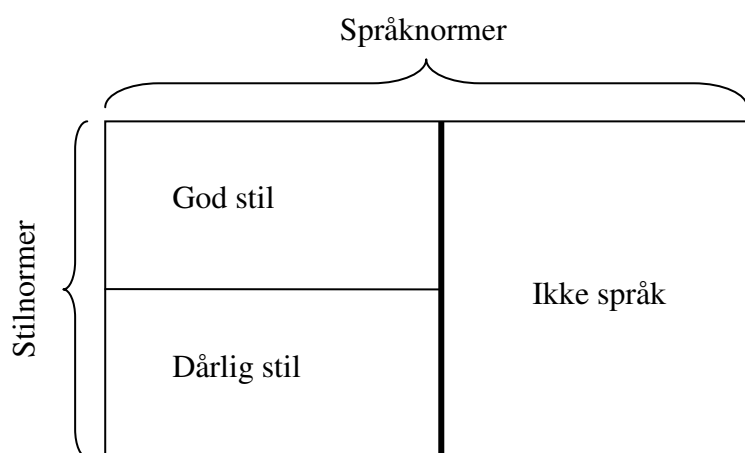 Språknormer
Stilnormer
God stil
Ikke språk
Dårlig stil